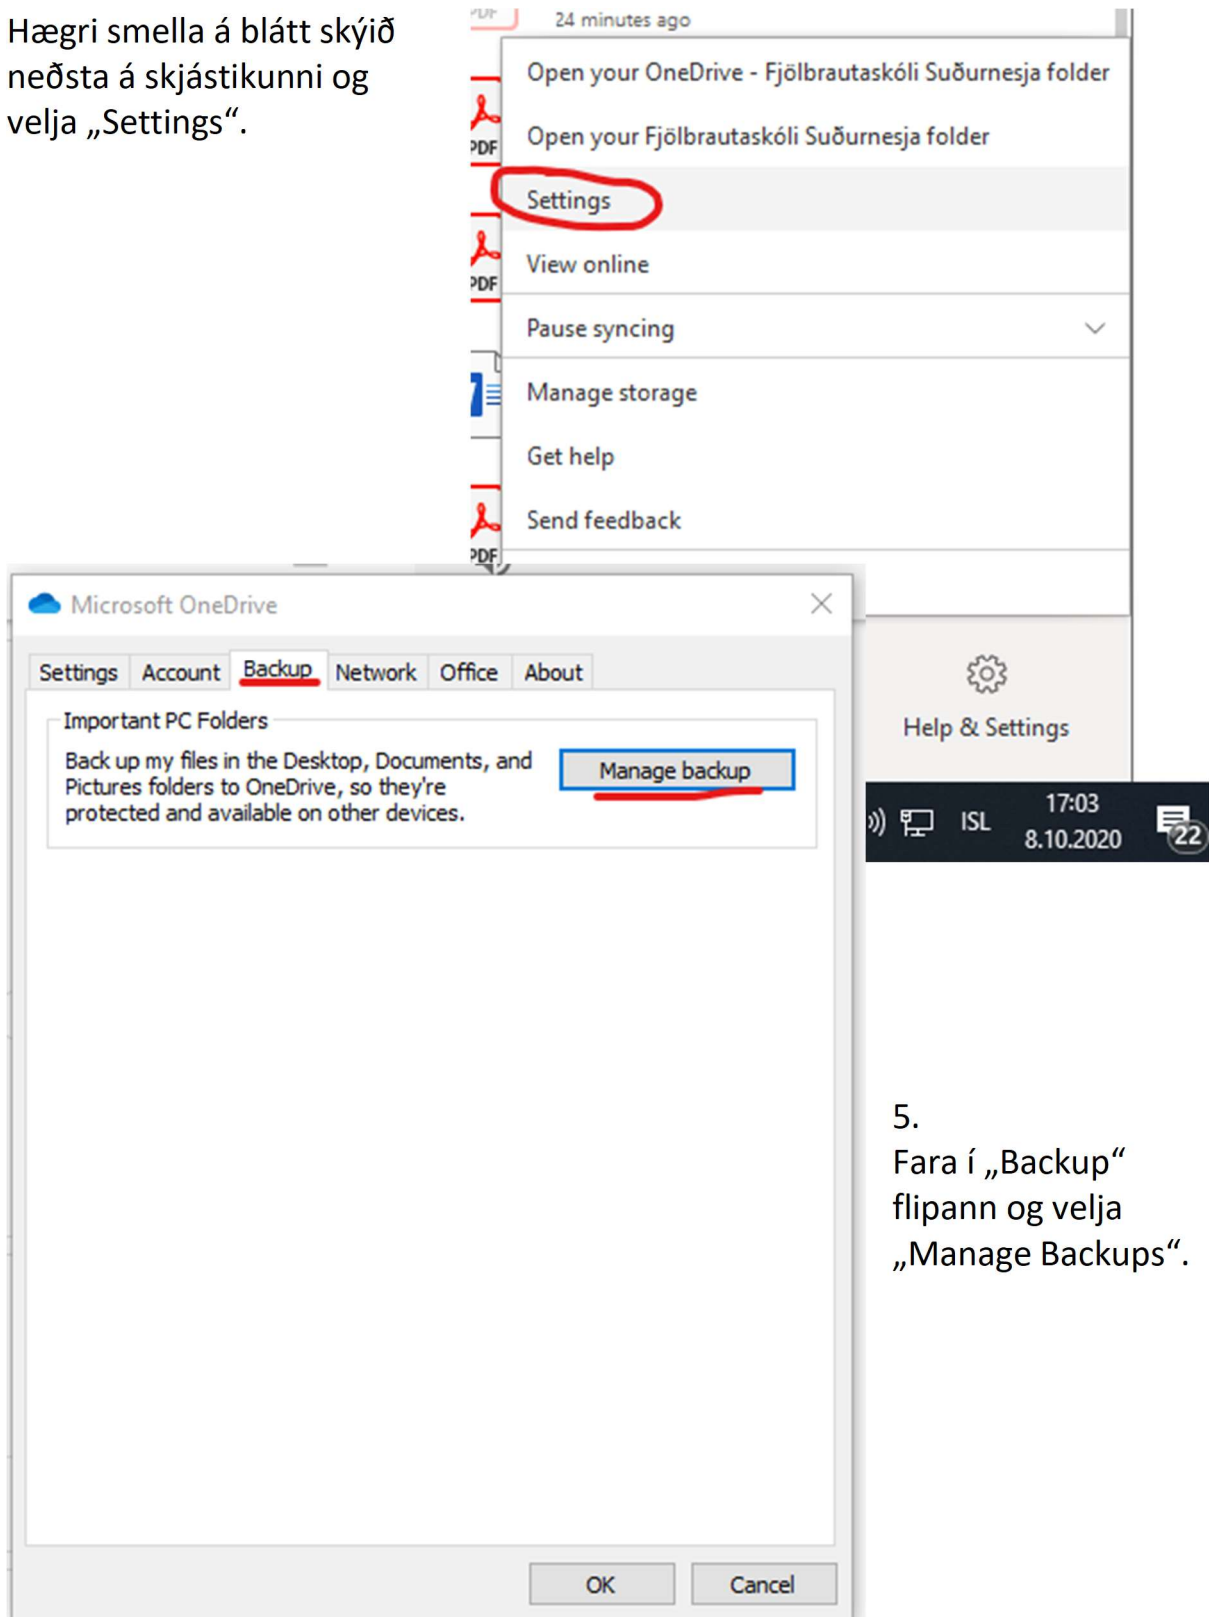 Hægri smella á blátt skýið
neðsta á skjástikunni og
velja „Settings“.
PDF
24 minutes ago
Open your OneDrive - Fjölbrautaskóli Suðurnesja folder
PDF
Open your Fjölbrautaskóli Suðurnesja folder
Settings
View online
PDF
Pause syncing
Manage storage
Get help
Send feedback
PDF
Microsoft OneDrive
Settings Account Backup Network Office About
Important PC Folders
Back up my files in the Desktop, Documents, and
Pictures folders to OneDrive, so they're
protected and available on other devices.
Manage backup
Help & Settings
ISL
17:03
8.10.2020
22
5.
Fara í „Backup“
flipann og velja
„Manage Backups“.
OK
Cancel